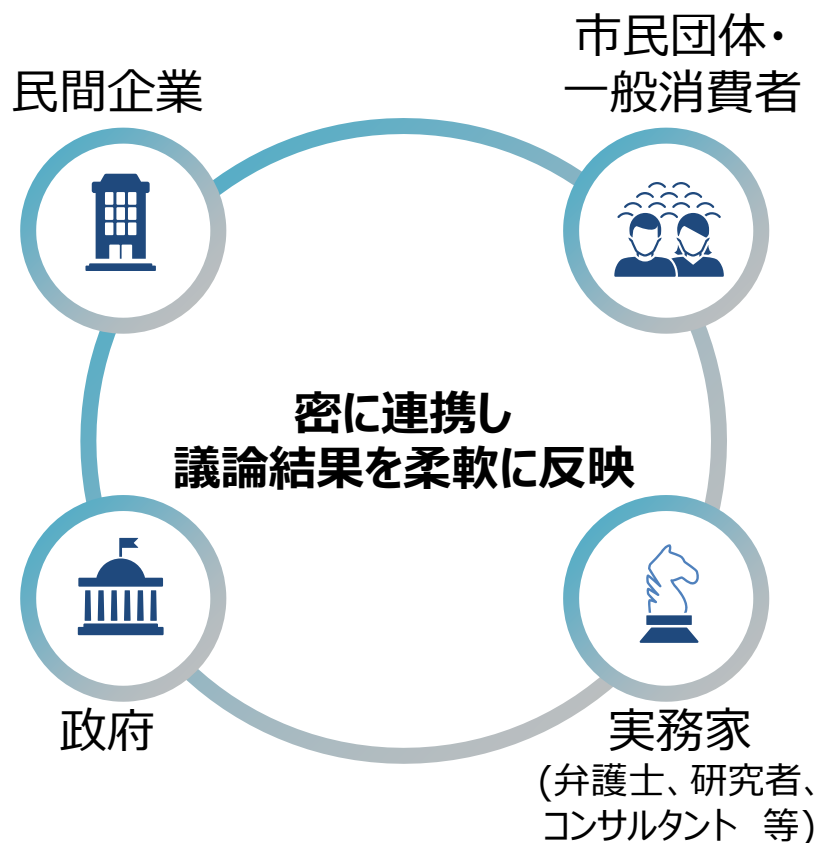 民間企業
市民団体・
一般消費者
密に連携し
議論結果を柔軟に反映
政府
実務家
(弁護士、研究者、
コンサルタント 等)